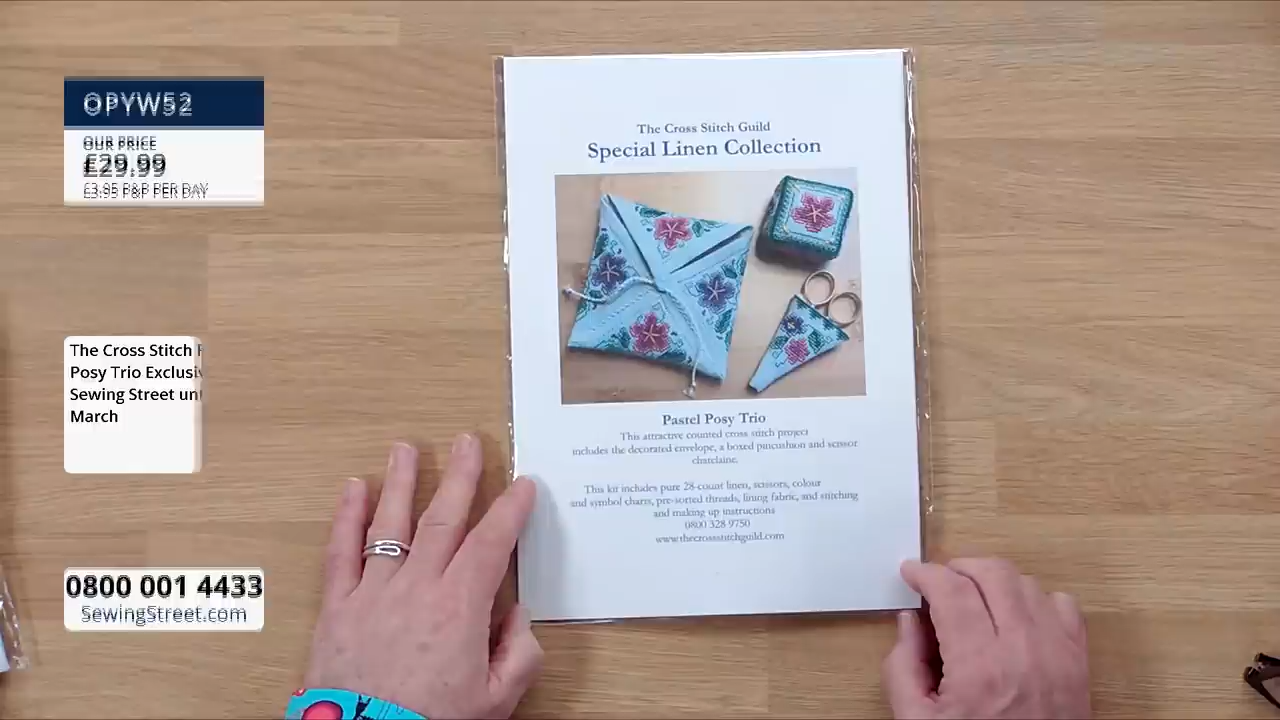 OPYW52
OUR PRICE
£29.99
£3.95 P&P PER DAY
The Cross Stitch
Posy Trio
Sewing Street
March
0800 001 4433
SewingStreet.com
The Cross Stitch Guild
Special Linen Collection
Pastel Posy Trio
This attractive counted cross stitch project
includes the decorated envelope, a boxed pincushion and scissor
chatelaine.
This kit includes pure 28-count linen, scissors, colour
and symbol charts, pre-sorted threads, lining fabric, and stitching
and making up instructions
0800 328 9750
www.thecrossstitchguild.com